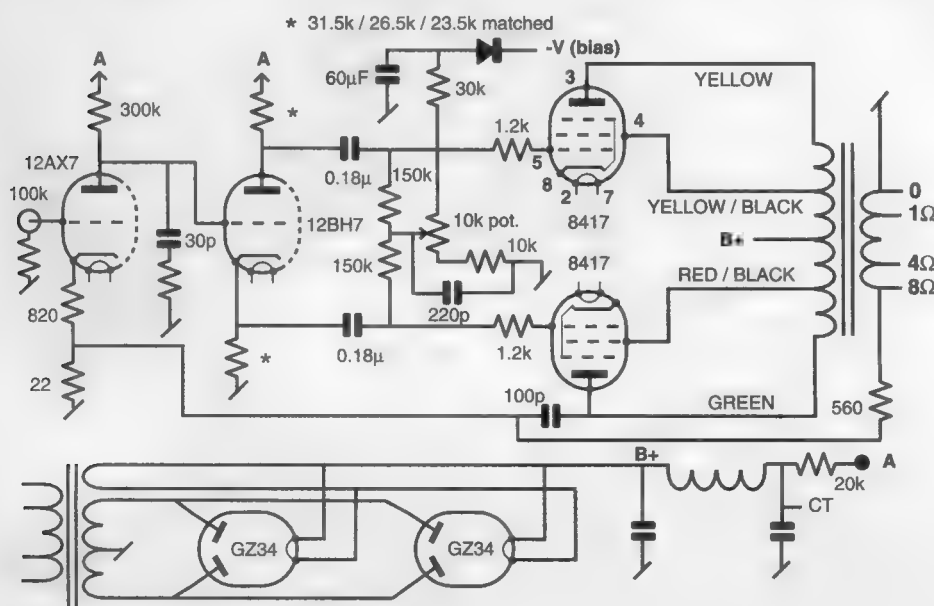 * 31.5k / 26.5k / 23.5k matched
A
A
-V (bias)
60µF
3
YELLOW
300k
*
30k
1.2k
4
12AX7
5
0
100k
0.18µ
150k
8
2
7
1Ω
12BH7
8417
YELLOW / BLACK
10k pot.
B+
30p
8417
4Ω
150k
10k
RED / BLACK
8Ω
820
220p
*
0.18µ
1.2k
22
100p
GREEN
560
B+
A
20k
CT
GZ34
GZ34